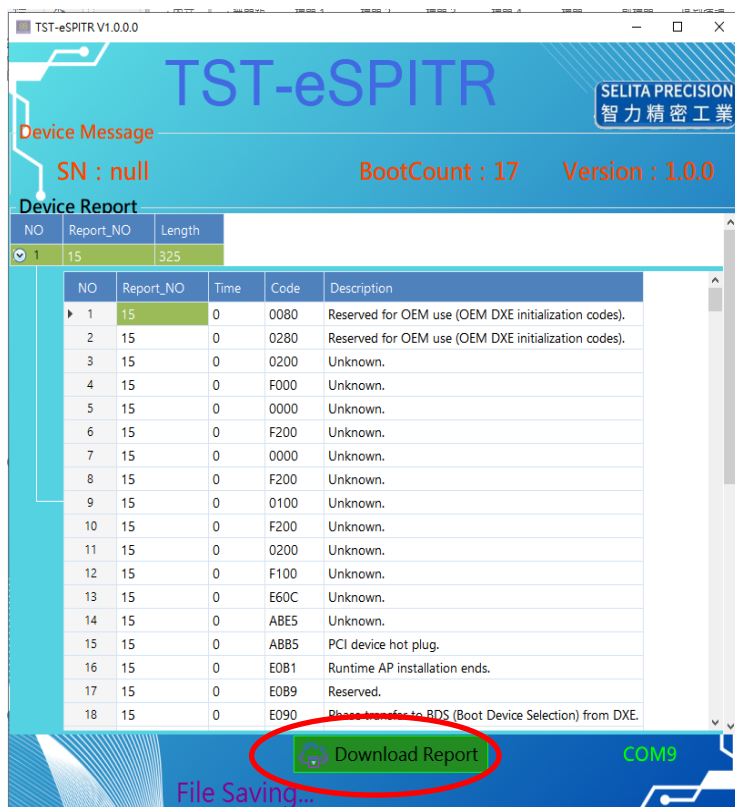 TST-eSPITR V1.0.0.0
TST-eSPITR
SELITA PRECISION
智力精密工業
Device Message
SN : null BootCount : 17 Version : 1.0.0
Device Report
NO Report_NO Length
1 15 325
NO Report_NO Time Code Description
1 15 0 0080 Reserved for OEM use (OEM DXE initialization codes).
2 15 0 0280 Reserved for OEM use (OEM DXE initialization codes).
3 15 0 0200 Unknown.
4 15 0 F000 Unknown.
5 15 0 0000 Unknown.
6 15 0 F200 Unknown.
7 15 0 0000 Unknown.
8 15 0 F200 Unknown.
9 15 0 0100 Unknown.
10 15 0 F200 Unknown.
11 15 0 0200 Unknown.
12 15 0 F100 Unknown.
13 15 0 E60C Unknown.
14 15 0 ABE5 Unknown.
15 15 0 ABB5 PCI device hot plug.
16 15 0 E0B1 Runtime AP installation ends.
17 15 0 E0B9 Reserved.
18 15 0 E090 Phase transfer to BDS (Boot Device Selection) from DXE.
Download Report COM9
File Saving...